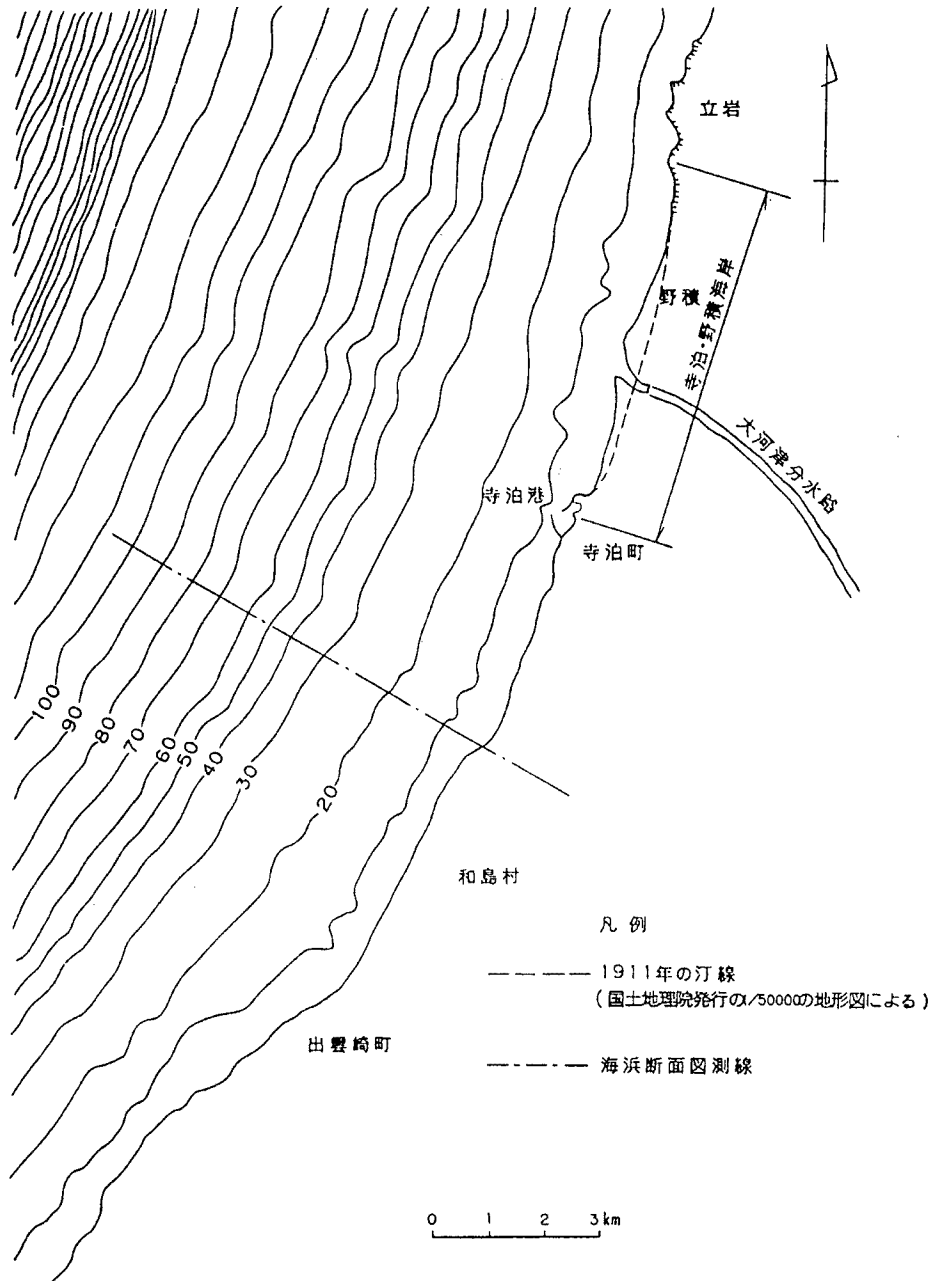 立岩
野積
寺泊・野積海岸
大河津分水路
寺泊港
寺泊町
100
90
80
70
60
50
40
30
20
和島村
凡例
1911年の汀線
(国土地理院発行の1/50000の地形図による)
出雲崎町
海浜断面図測線
0 1 2 3km